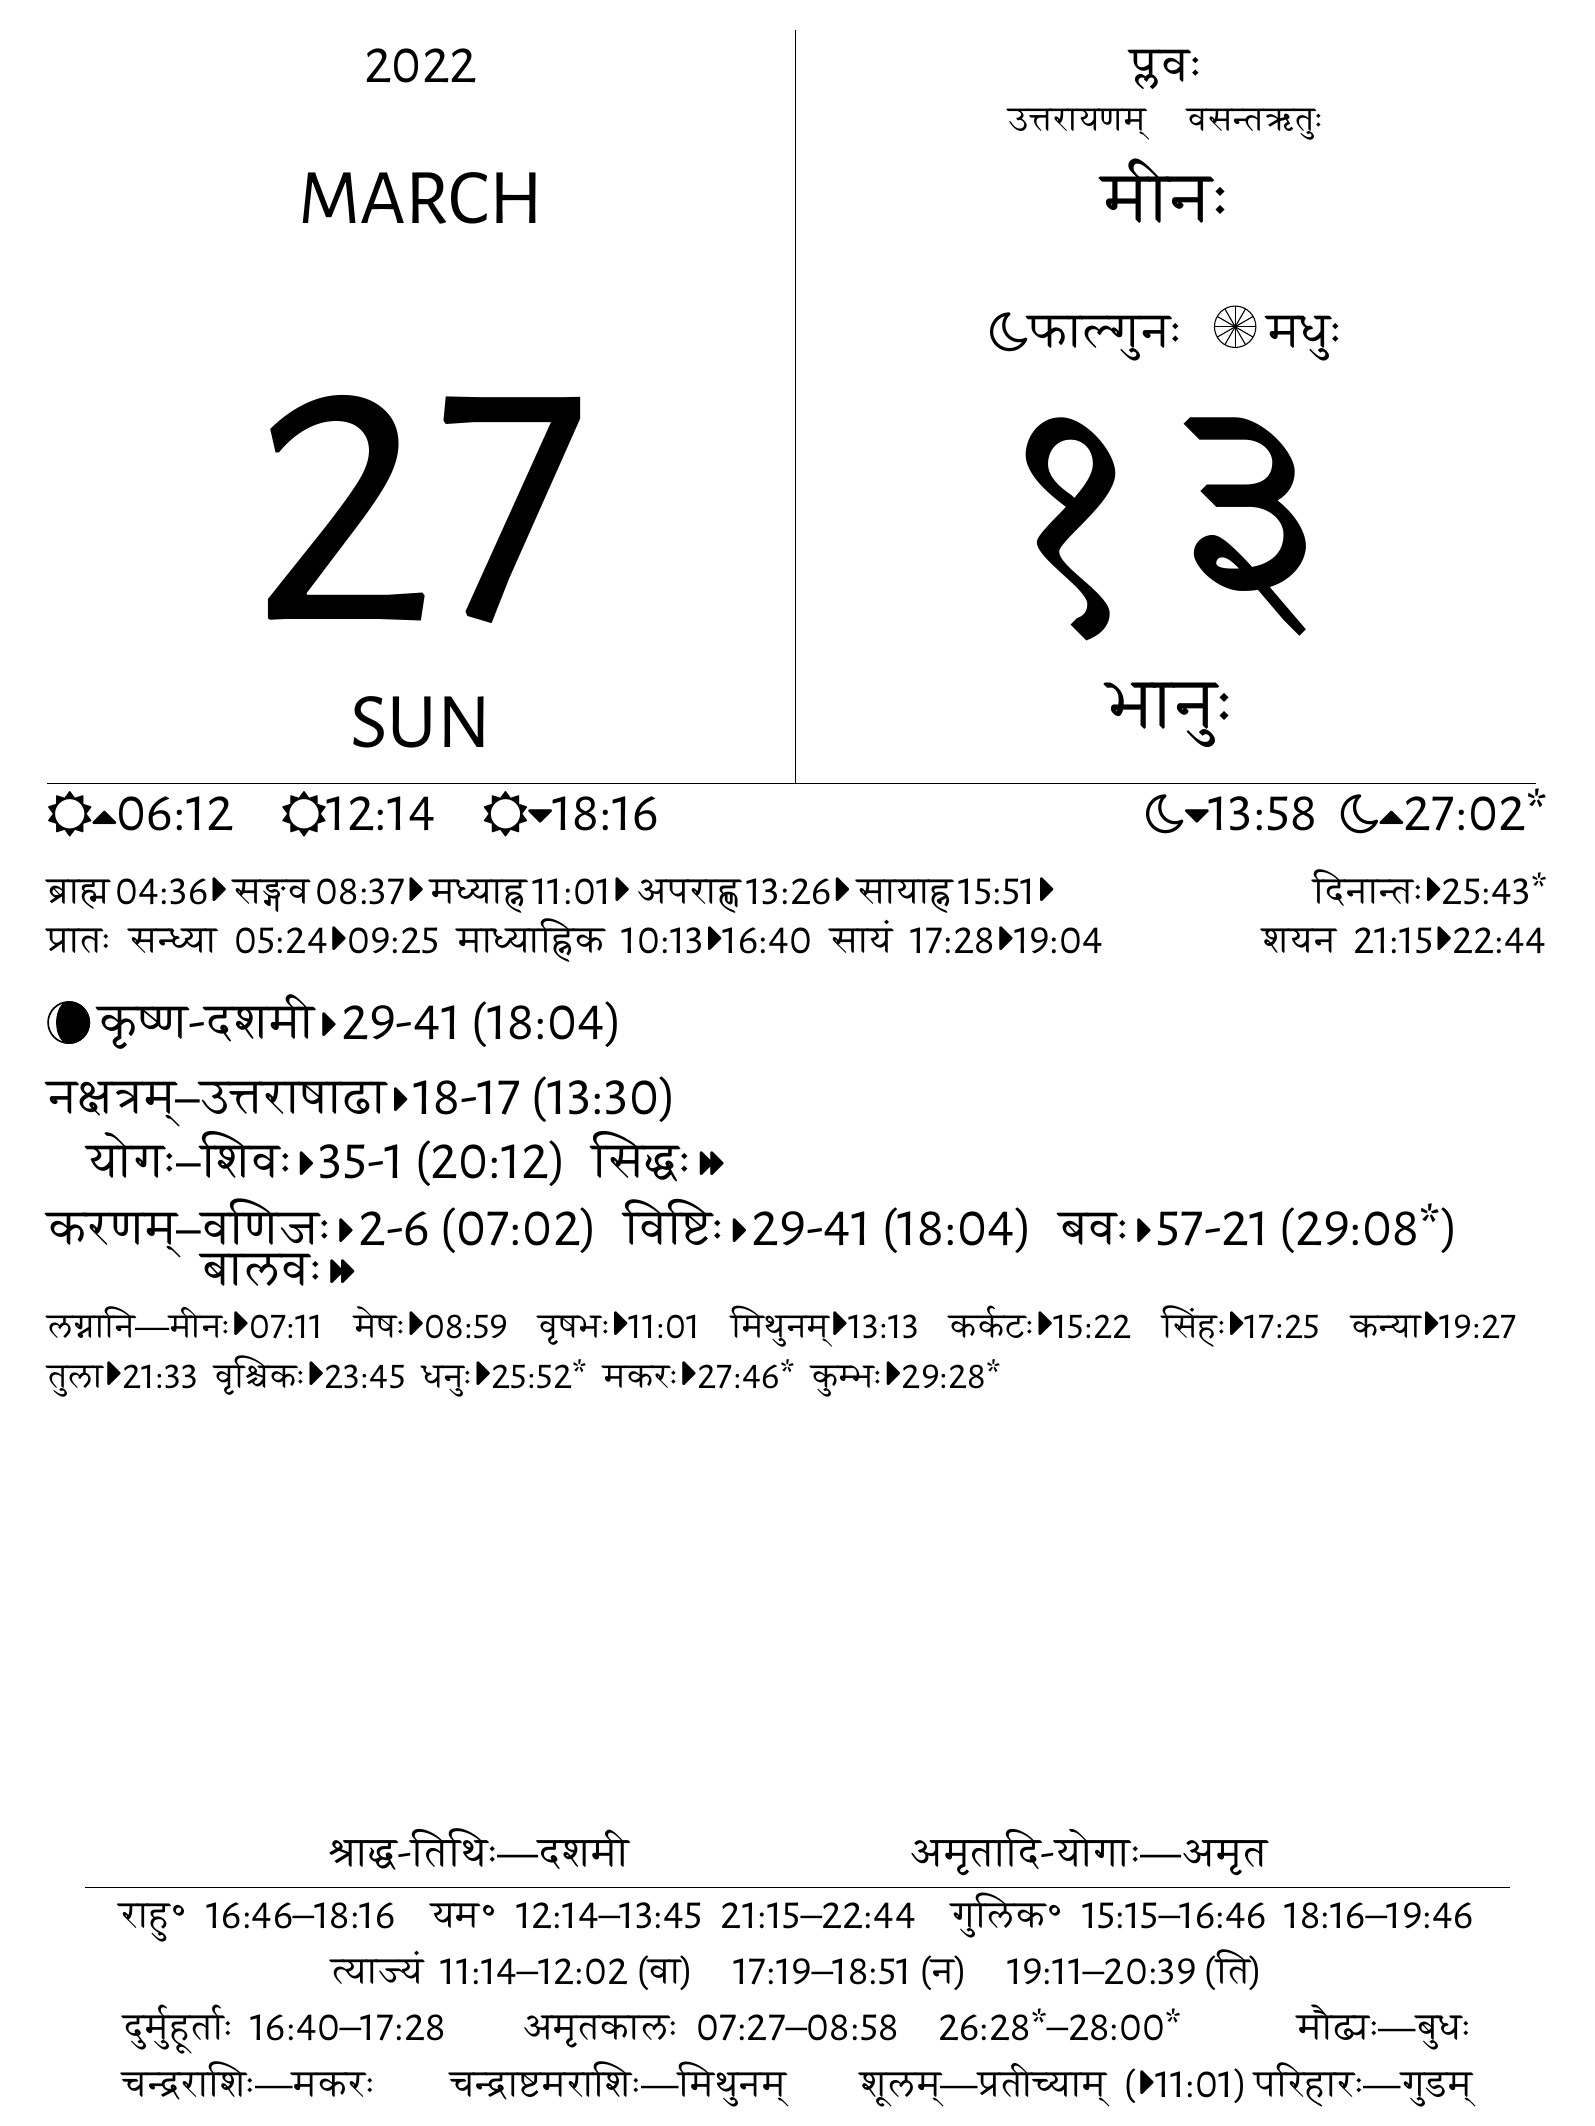 2022
MARCH
27
SUN
प्लवः
उत्तरायणम् वसन्तऋतुः
मीनः
फाल्गुनः मधुः
१३
भानुः
06:12 12:14 18:16 13:58 27:02*
ब्राह्म 04:36 सङ्गव 08:37 मध्याह्न 11:01 अपराह्ण 13:26 सायाह्न 15:51 दिनान्तः 25:43*
प्रातः सन्ध्या 05:24 09:25 माध्याह्निक 10:13 16:40 सायं 17:28 19:04 शयन 21:15 22:44
कृष्ण-दशमी 29-41 (18:04)
नक्षत्रम्–उत्तराषाढा 18-17 (13:30)
योगः–शिवः 35-1 (20:12) सिद्धः
करणम्–वणिजः 2-6 (07:02) विष्टिः 29-41 (18:04) बवः 57-21 (29:08*)
बालवः
लग्नानि—मीनः 07:11 मेषः 08:59 वृषभः 11:01 मिथुनम् 13:13 कर्कटः 15:22 सिंहः 17:25 कन्या 19:27
तुला 21:33 वृश्चिकः 23:45 धनुः 25:52* मकरः 27:46* कुम्भः 29:28*
श्राद्ध-तिथिः—दशमी अमृतादि-योगाः—अमृत
राहु॰ 16:46–18:16 यम॰ 12:14–13:45 21:15–22:44 गुलिक॰ 15:15–16:46 18:16–19:46
त्याज्यं 11:14–12:02 (वा) 17:19–18:51 (न) 19:11–20:39 (ति)
दुर्मुहूर्ताः 16:40–17:28 अमृतकालः 07:27–08:58 26:28*–28:00* मौढ्यः—बुधः
चन्द्रराशिः—मकरः चन्द्राष्टमराशिः—मिथुनम् शूलम्—प्रतीच्याम् (11:01) परिहारः—गुडम्